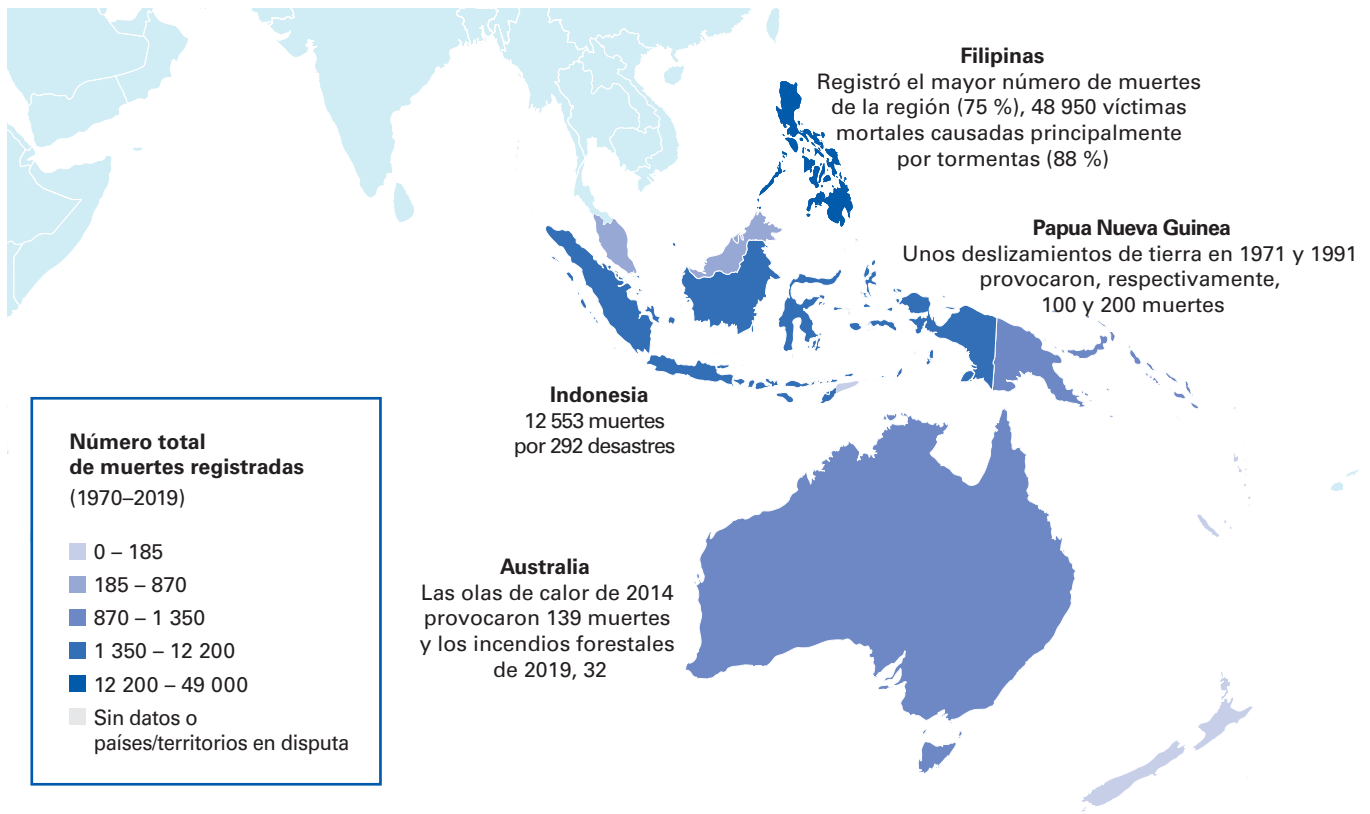 Filipinas
Registró el mayor número de muertes
de la región (75 %), 48 950 víctimas
mortales causadas principalmente
por tormentas (88 %)
Papua Nueva Guinea
Unos deslizamientos de tierra en 1971 y 1991
provocaron, respectivamente,
100 y 200 muertes
Indonesia
12 553 muertes
por 292 desastres
Número total
de muertes registradas
(1970–2019)
0 – 185
185 – 870
870 – 1 350
1 350 – 12 200
12 200 – 49 000
Sin datos o
países/territorios en disputa
Australia
Las olas de calor de 2014
provocaron 139 muertes
y los incendios forestales
de 2019, 32